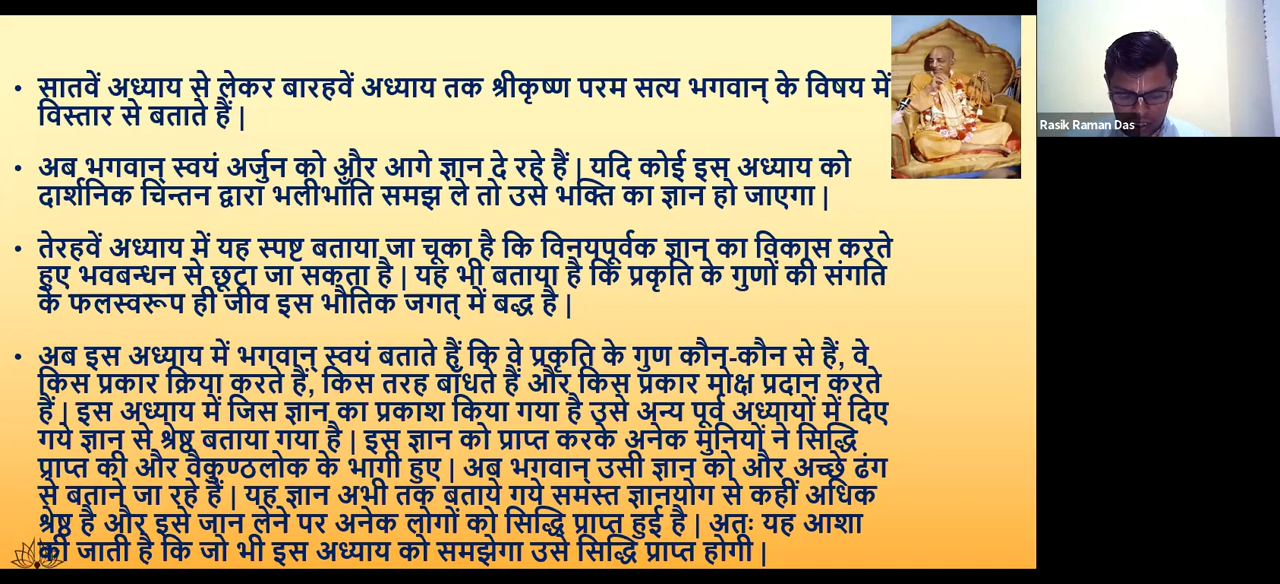 • सातवें अध्याय से लेकर बारहवें अध्याय तक श्रीकृष्ण परम सत्य भगवान् के विषय में
विस्तार से बताते हैं |
• अब भगवान् स्वयं अर्जुन को और आगे ज्ञान दे रहे हैं | यदि कोई इस अध्याय को
दार्शनिक चिन्तन द्वारा भलीभाँति समझ ले तो उसे भक्ति का ज्ञान हो जाएगा |
• तेरहवें अध्याय में यह स्पष्ट बताया जा चूका है कि विनयपूर्वक ज्ञान का विकास करते
हुए भवबन्धन से छूटा जा सकता है | यह भी बताया है कि प्रकृति के गुणों की संगति
के फलस्वरूप ही जीव इस भौतिक जगत् में बद्ध है |
• अब इस अध्याय में भगवान् स्वयं बताते हैं कि वे प्रकृति के गुण कौन-कौन से हैं, वे
किस प्रकार क्रिया करते हैं, किस तरह बाँधते हैं और किस प्रकार मोक्ष प्रदान करते
हैं | इस अध्याय में जिस ज्ञान का प्रकाश किया गया है उसे अन्य पूर्व अध्यायों में दिए
गये ज्ञान से श्रेष्ठ बताया गया है | इस ज्ञान को प्राप्त करके अनेक मुनियों ने सिद्धि
प्राप्त की और वैकुण्ठलोक के भागी हुए | अब भगवान् उसी ज्ञान को और अच्छे ढंग
से बताने जा रहे हैं | यह ज्ञान अभी तक बताये गये समस्त ज्ञानयोग से कहीं अधिक
श्रेष्ठ है और इसे जान लेने पर अनेक लोगों को सिद्धि प्राप्त हुई है | अतः यह आशा
की जाती है कि जो भी इस अध्याय को समझेगा उसे सिद्धि प्राप्त होगी |
Rasik Raman Das